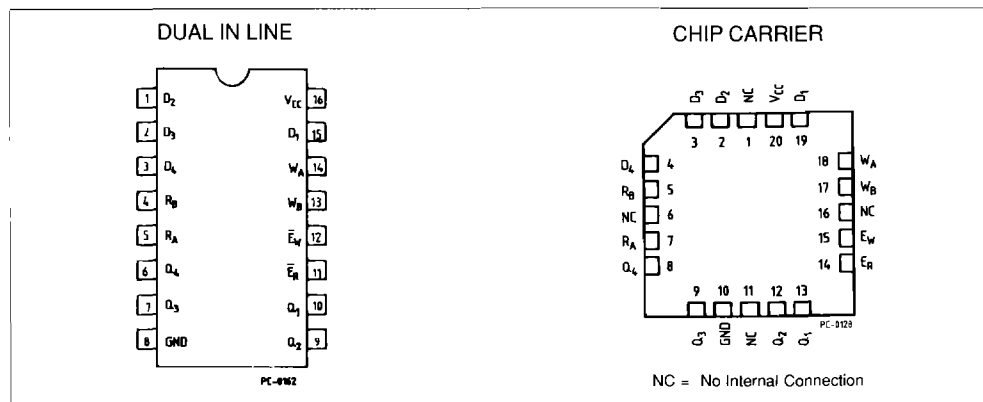 DUAL IN LINE
1 D2 VCC 16
2 D3 D1 15
3 D4 WA 14
4 RB WB 13
5 RA E̅W 12
6 Q4 E̅R 11
7 Q3 Q1 10
8 GND Q2 9
PC-0162
CHIP CARRIER
D3 D2 NC VCC D1
3 2 1 20 19
D4 4 18 WA
RB 5 17 WB
NC 6 16 NC
RA 7 15 EW
Q4 8 14 ER
9 10 11 12 13
PC-0128
Q3 GND NC Q2 Q1
NC = No Internal Connection